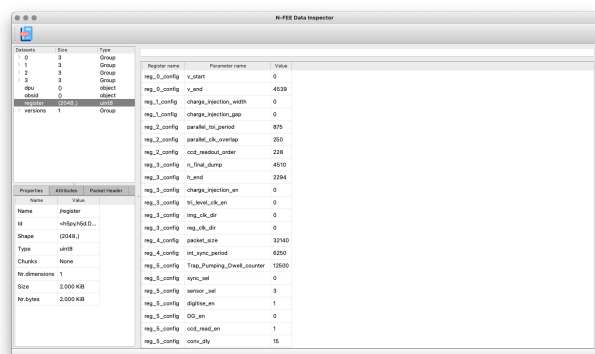 N-FEE Data Inspector
Datasets Size Type
0 3 Group
1 3 Group
2 3 Group
3 3 Group
dpu () object
obsid () object
register (2048,) uint8
versions 1 Group
Properties Attributes Packet Header
Name Value
Name /register
Id <h5py.h5d.D...
Shape (2048,)
Type uint8
Chunks None
Nr.dimensions 1
Size 2.000 KiB
Nr.bytes 2.000 KiB
Register name Parameter name Value
reg_0_config v_start 0
reg_0_config v_end 4539
reg_1_config charge_injection_width 0
reg_1_config charge_injection_gap 0
reg_2_config parallel_toi_period 875
reg_2_config parallel_clk_overlap 250
reg_2_config ccd_readout_order 228
reg_3_config n_final_dump 4510
reg_3_config h_end 2294
reg_3_config charge_injection_en 0
reg_3_config tri_level_clk_en 0
reg_3_config img_clk_dir 0
reg_3_config reg_clk_dir 0
reg_4_config packet_size 32140
reg_4_config int_sync_period 6250
reg_5_config Trap_Pumping_Dwell_counter 12500
reg_5_config sync_sel 0
reg_5_config sensor_sel 3
reg_5_config digitise_en 1
reg_5_config DG_en 0
reg_5_config ccd_read_en 1
reg_5_config conv_dly 15